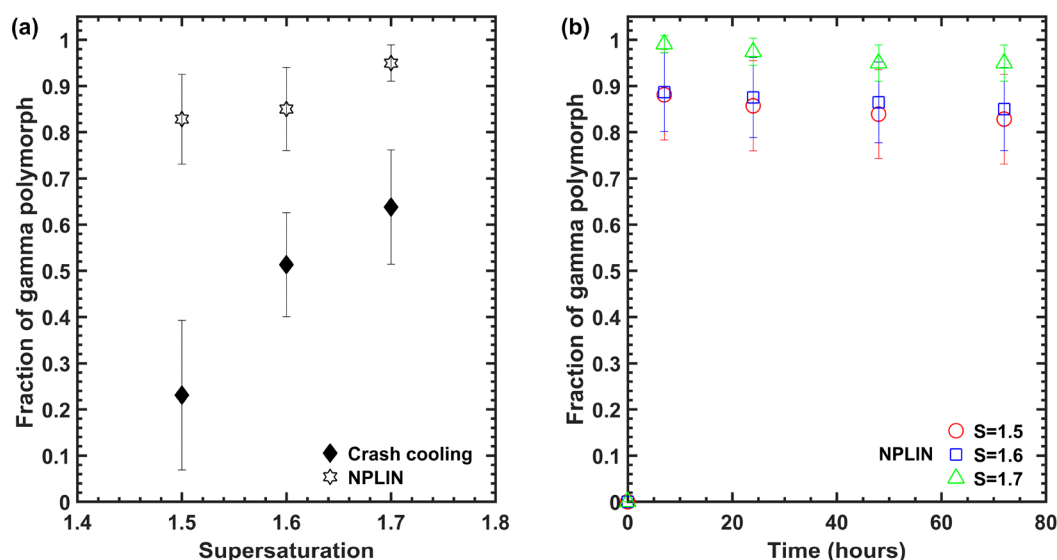 (a)
Fraction of gamma polymorph
1
0.9
0.8
0.7
0.6
0.5
0.4
0.3
0.2
0.1
0
1.4
1.5
1.6
1.7
1.8
Supersaturation
Crash cooling
NPLIN
(b)
Fraction of gamma polymorph
1
0.9
0.8
0.7
0.6
0.5
0.4
0.3
0.2
0.1
0
0
20
40
60
80
Time (hours)
NPLIN
S=1.5
S=1.6
S=1.7